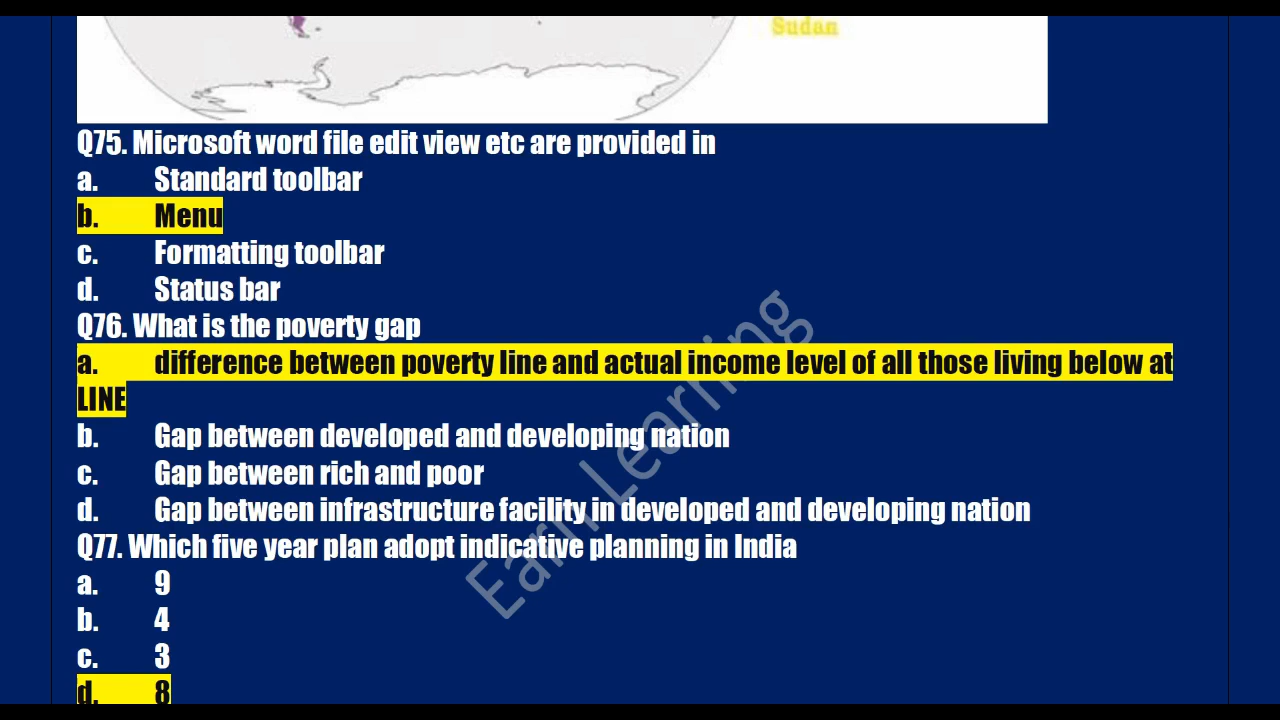 Sudan
Q75. Microsoft word file edit view etc are provided in
a. Standard toolbar
b. Menu
c. Formatting toolbar
d. Status bar
Q76. What is the poverty gap
a. difference between poverty line and actual income level of all those living below at
LINE
b. Gap between developed and developing nation
c. Gap between rich and poor
d. Gap between infrastructure facility in developed and developing nation
Q77. Which five year plan adopt indicative planning in India
a. 9
b. 4
c. 3
d. 8
Earth Learning